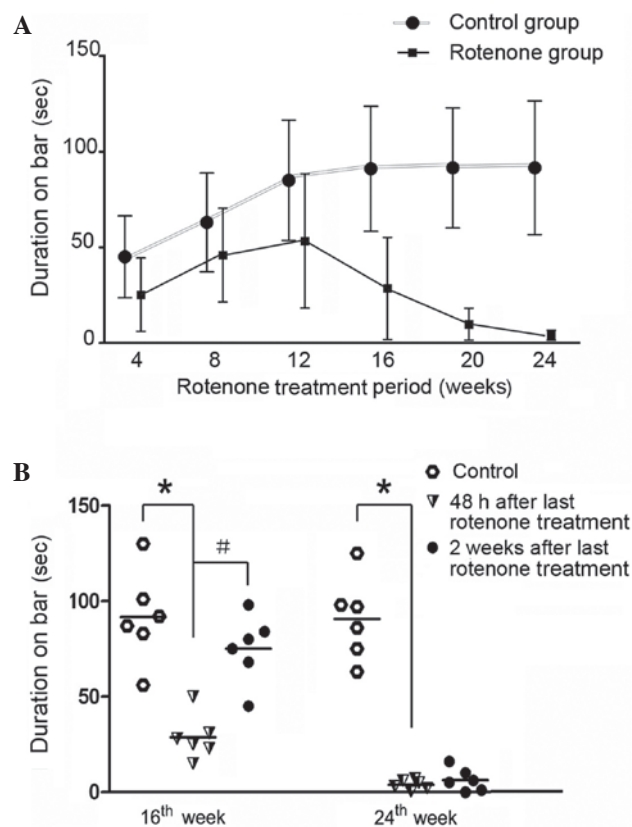 A
Control group
Rotenone group
150
100
50
0
Duration on bar (sec)
4 8 12 16 20 24
Rotenone treatment period (weeks)
B
Control
48 h after last
rotenone treatment
2 weeks after last
rotenone treatment
* # *
150
100
50
0
Duration on bar (sec)
16th week 24th week